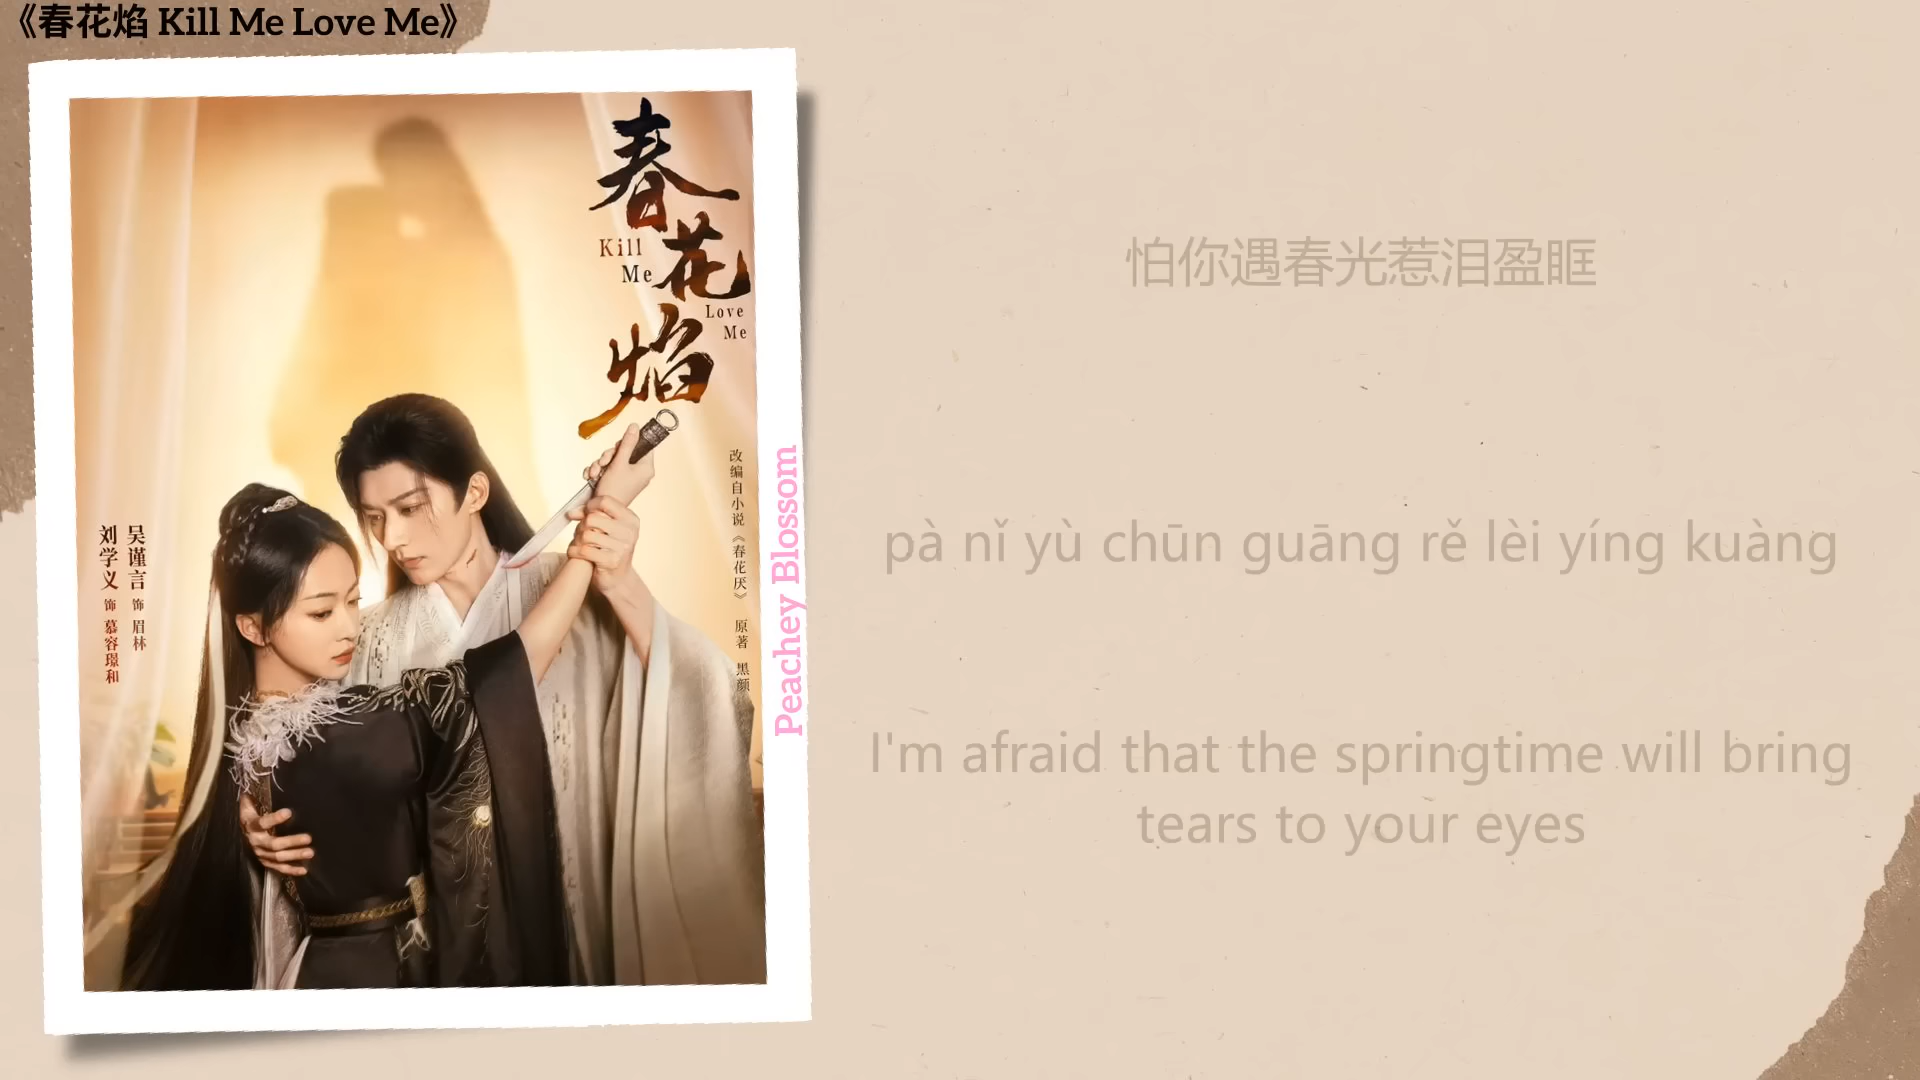 《春花焰 Kill Me Love Me》
春花焰
Kill
Me
Love
Me
改编自小说《春花厌》 原著 黑颜
吴谨言 饰 眉林
刘学义 饰 慕容璟和
Peachey Blossom
怕你遇春光惹泪盈眶
pà nǐ yù chūn guāng rě lèi yíng kuàng
I'm afraid that the springtime will bring
tears to your eyes